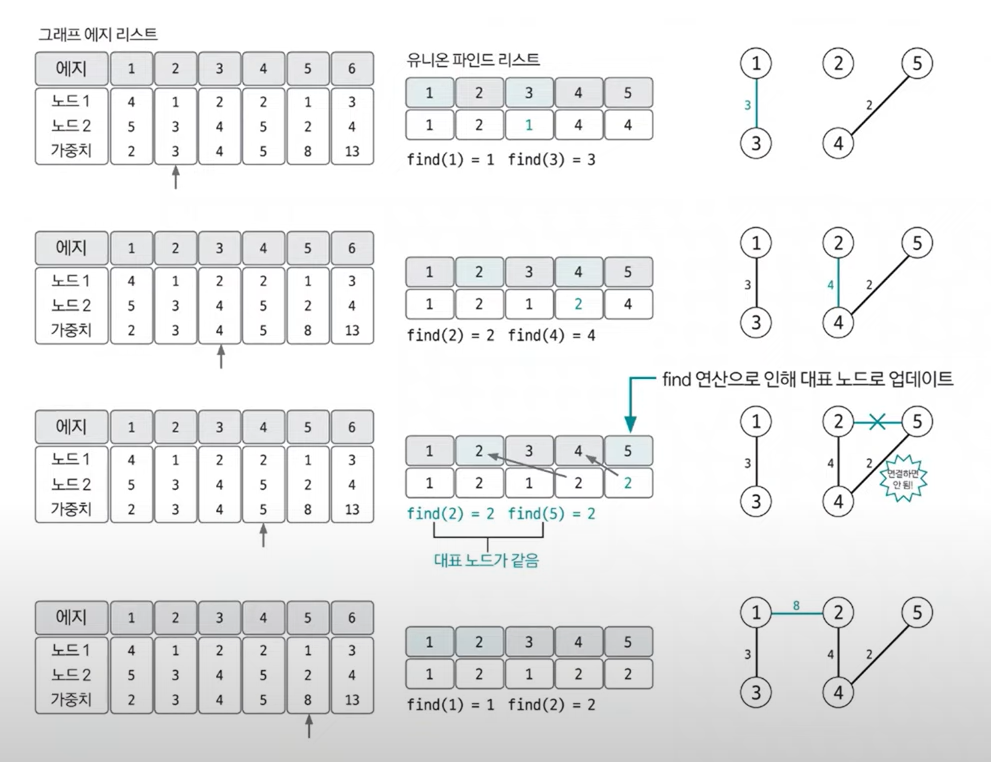 그래프 에지 리스트
에지 1 2 3 4 5 6
노드 1 4 1 2 2 1 3
노드 2 5 3 4 5 2 4
가중치 2 3 4 5 8 13
유니온 파인드 리스트
1 2 3 4 5
1 2 1 4 4
find(1) = 1 find(3) = 3
1 2 5
3 2
3 4
에지 1 2 3 4 5 6
노드 1 4 1 2 2 1 3
노드 2 5 3 4 5 2 4
가중치 2 3 4 5 8 13
1 2 3 4 5
1 2 1 2 4
find(2) = 2 find(4) = 4
1 2 5
3 4 2
3 4
find 연산으로 인해 대표 노드로 업데이트
에지 1 2 3 4 5 6
노드 1 4 1 2 2 1 3
노드 2 5 3 4 5 2 4
가중치 2 3 4 5 8 13
1 2 3 4 5
1 2 1 2 2
find(2) = 2 find(5) = 2
대표 노드가 같음
1 2 5
3 4 2
연결하면
안 됨!
3 4
에지 1 2 3 4 5 6
노드 1 4 1 2 2 1 3
노드 2 5 3 4 5 2 4
가중치 2 3 4 5 8 13
1 2 3 4 5
1 2 1 2 2
find(1) = 1 find(2) = 2
8
1 2 5
3 4 2
3 4